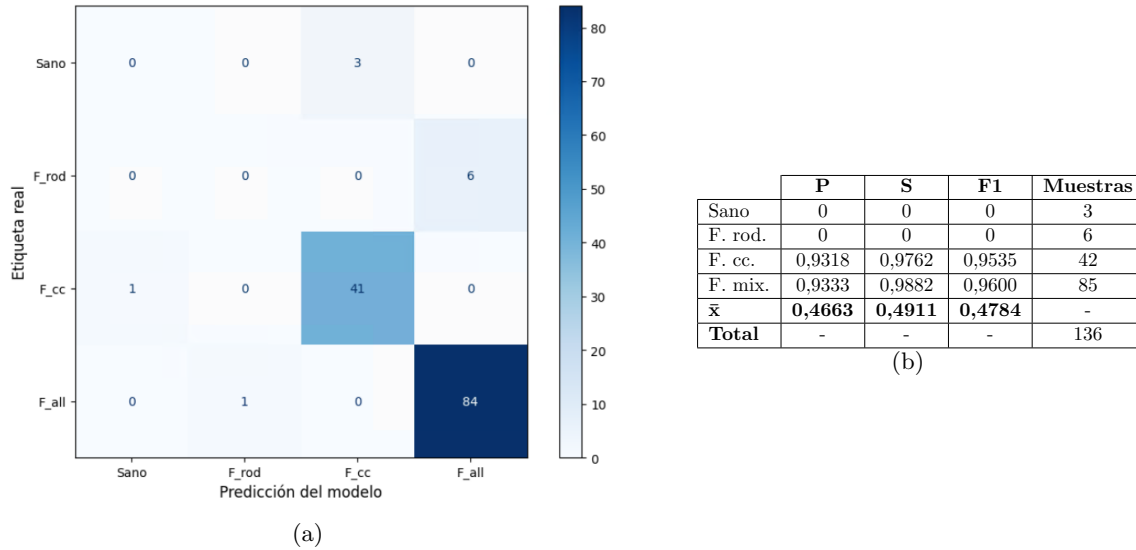 Sano 0 0 3 0
F_rod 0 0 0 6
F_cc 1 0 41 0
F_all 0 1 0 84
Sano F_rod F_cc F_all
Predicción del modelo
Etiqueta real
80
70
60
50
40
30
20
10
0
(a)
P S F1 Muestras
Sano 0 0 0 3
F. rod. 0 0 0 6
F. cc. 0,9318 0,9762 0,9535 42
F. mix. 0,9333 0,9882 0,9600 85
x̄ 0,4663 0,4911 0,4784 -
Total - - - 136
(b)